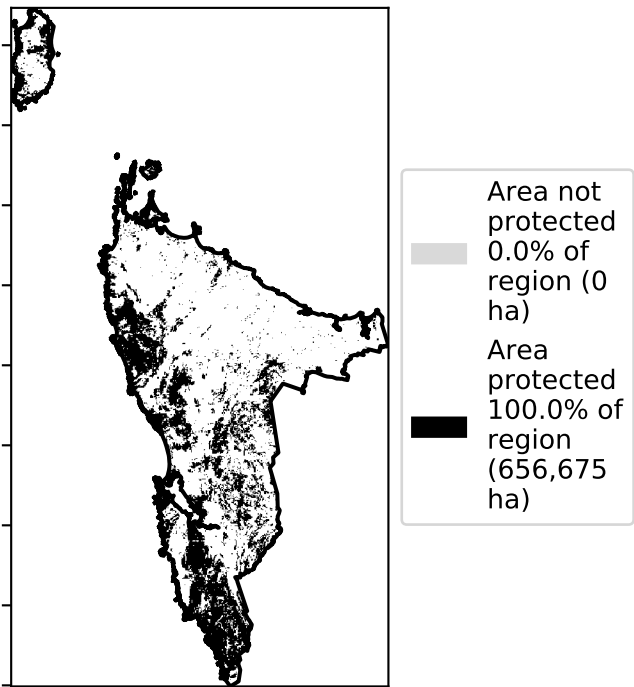 Area not
protected
0.0% of
region (0
ha)
Area
protected
100.0% of
region
(656,675
ha)